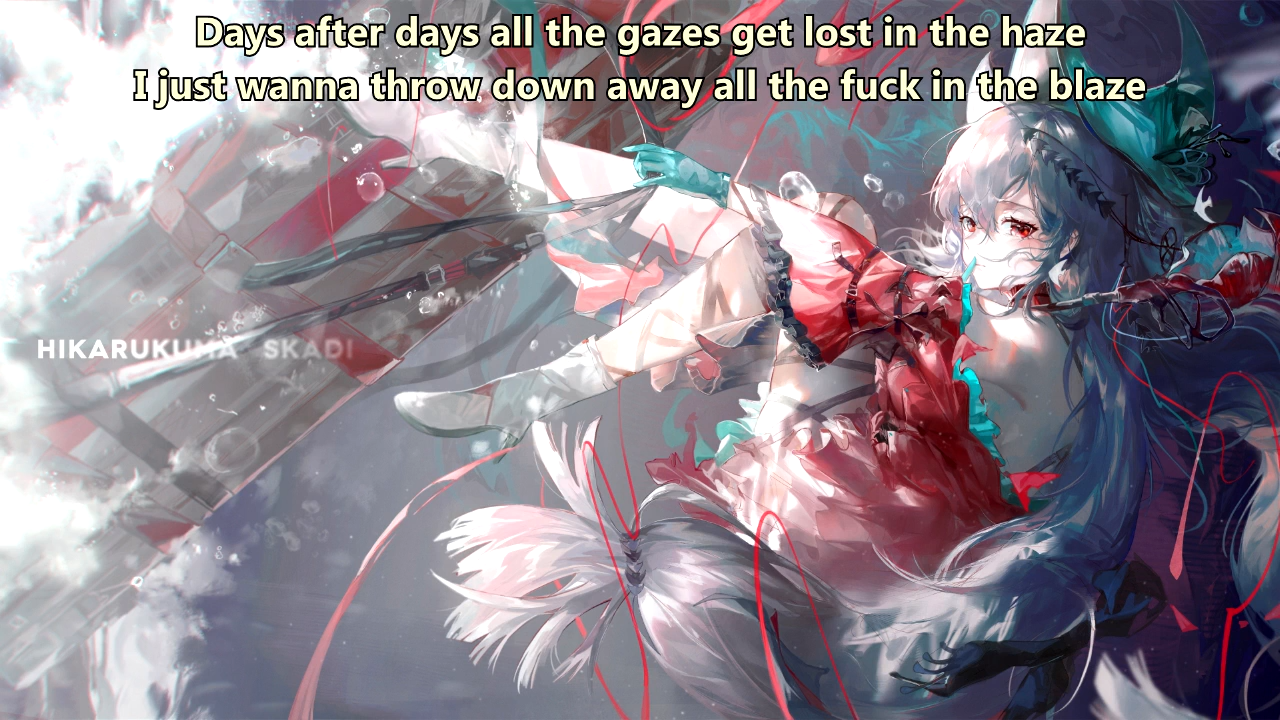 Days after days all the gazes get lost in the haze
I just wanna throw down away all the fuck in the blaze
HIKARUKUMA SKADI